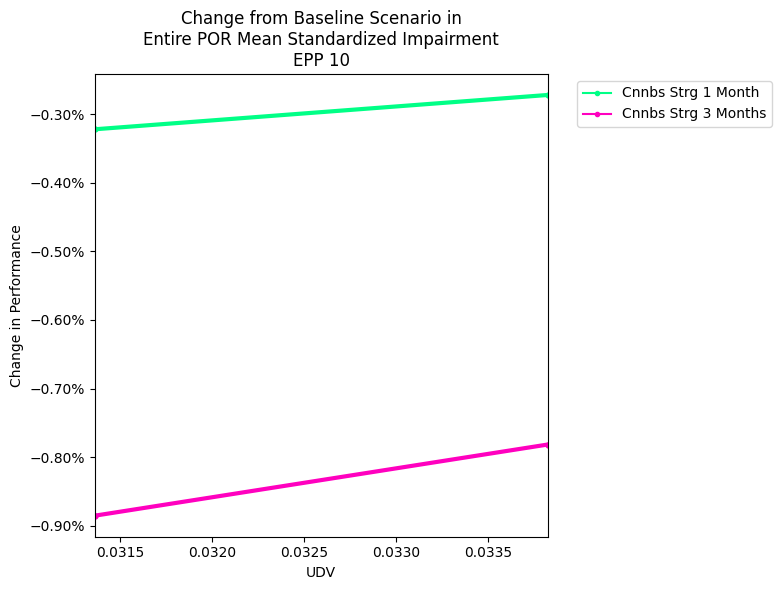 Change from Baseline Scenario in
Entire POR Mean Standardized Impairment
EPP 10
Cnnbs Strg 1 Month
Cnnbs Strg 3 Months
Change in Performance
−0.30%
−0.40%
−0.50%
−0.60%
−0.70%
−0.80%
−0.90%
0.0315
0.0320
0.0325
0.0330
0.0335
UDV